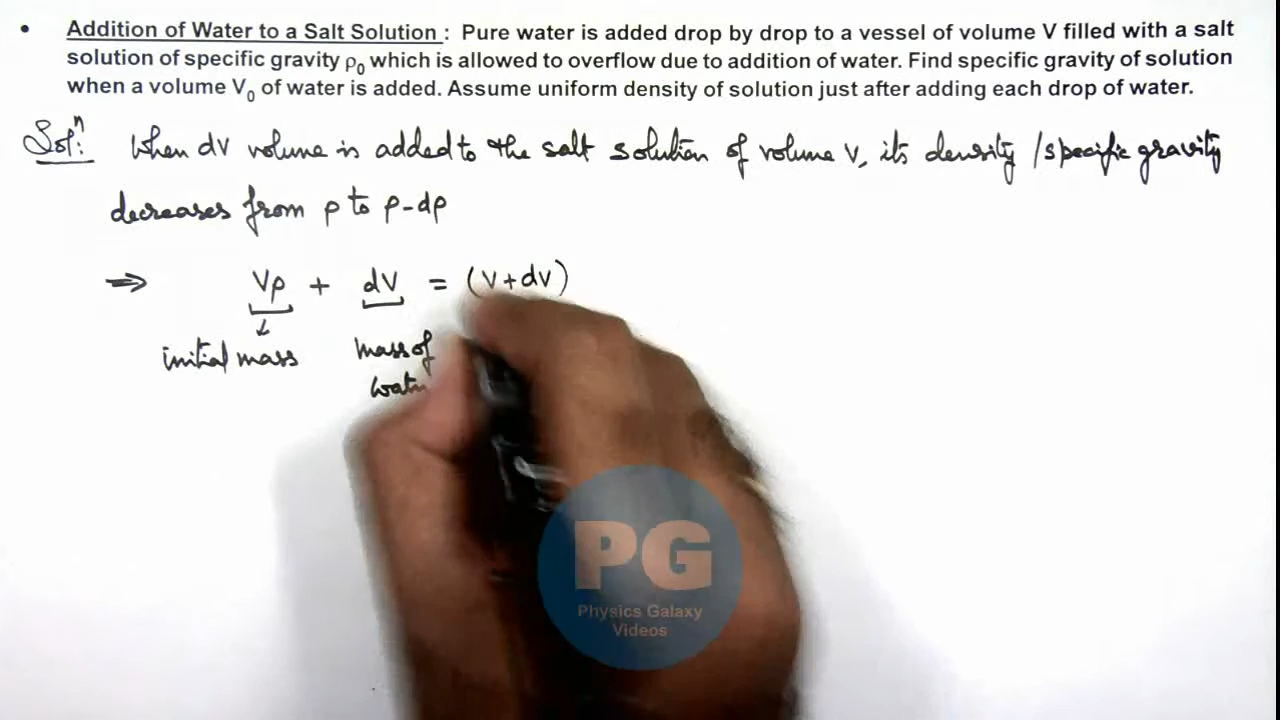 • Addition of Water to a Salt Solution : Pure water is added drop by drop to a vessel of volume V filled with a salt
solution of specific gravity ρ₀ which is allowed to overflow due to addition of water. Find specific gravity of solution
when a volume V₀ of water is added. Assume uniform density of solution just after adding each drop of water.
Solⁿ: When dv volume is added to the salt solution of volume V, its density / specific gravity
decreases from ρ to ρ-dρ
⇒ Vρ + dV = (V+dV)
↓
initial mass mass of
PG
Physics Galaxy
Videos